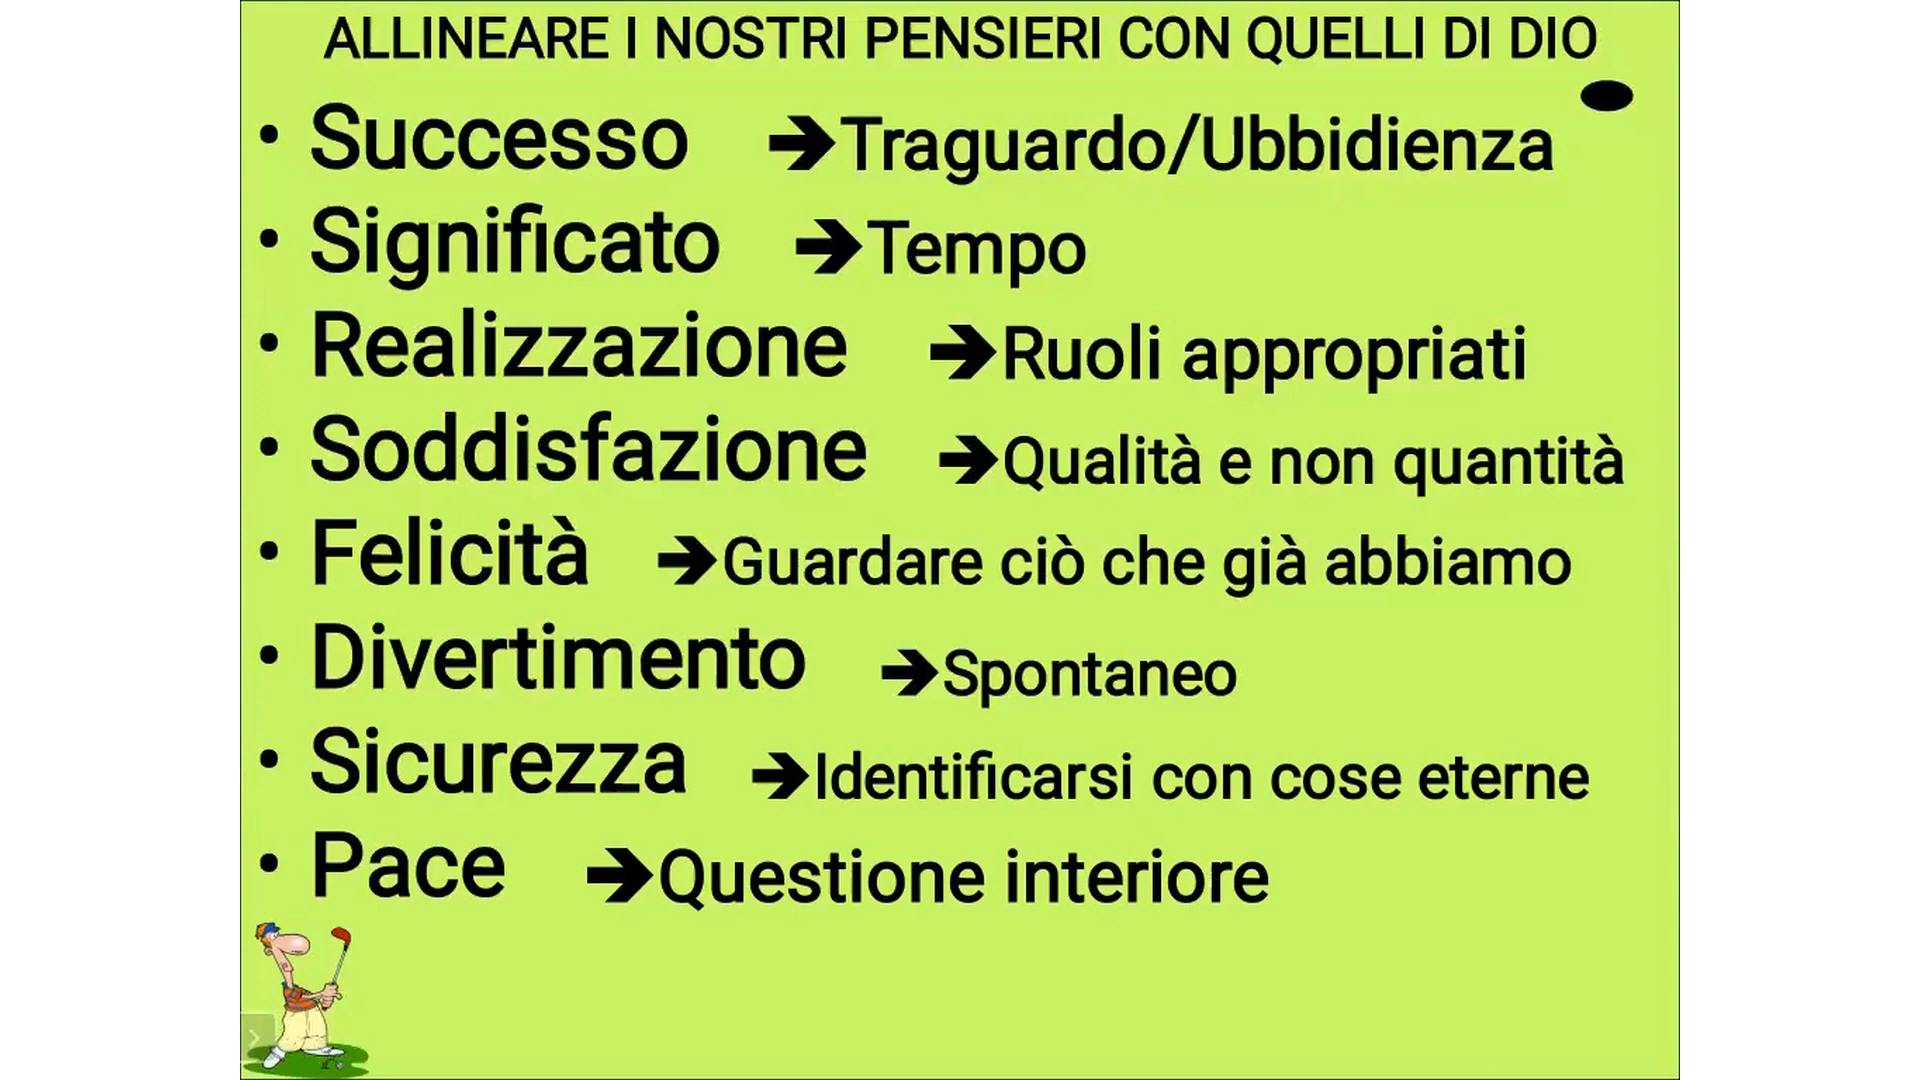 ALLINEARE I NOSTRI PENSIERI CON QUELLI DI DIO
• Successo ➔Traguardo/Ubbidienza
• Significato ➔Tempo
• Realizzazione ➔Ruoli appropriati
• Soddisfazione ➔Qualità e non quantità
• Felicità ➔Guardare ciò che già abbiamo
• Divertimento ➔Spontaneo
• Sicurezza ➔Identificarsi con cose eterne
• Pace ➔Questione interiore